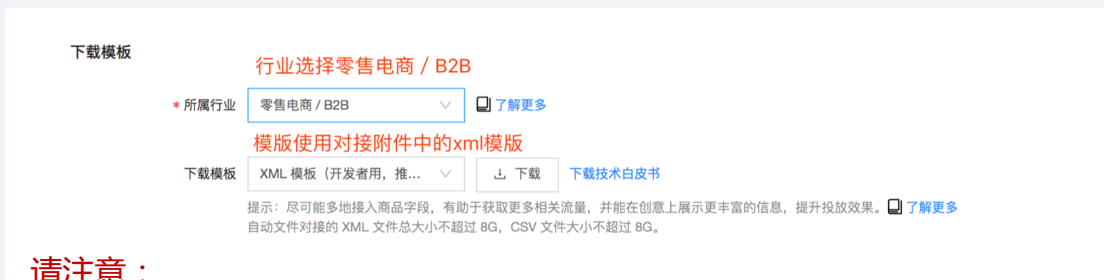 下载模板
行业选择零售电商 / B2B
* 所属行业 零售电商 / B2B 了解更多
模版使用对接附件中的xml模版
下载模板 XML 模板（开发者用，推... 下载 下载技术白皮书
提示：尽可能多地接入商品字段，有助于获取更多相关流量，并能在创意上展示更丰富的信息，提升投放效果。 了解更多
自动文件对接的 XML 文件总大小不超过 8G，CSV 文件大小不超过 8G。
请注意：